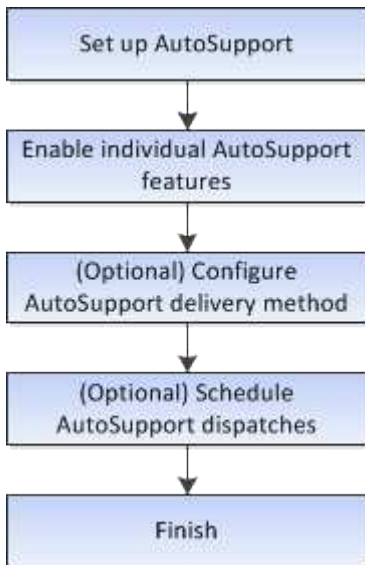 Set up AutoSupport
Enable individual AutoSupport
features
(Optional) Configure
AutoSupport delivery method
(Optional) Schedule
AutoSupport dispatches
Finish